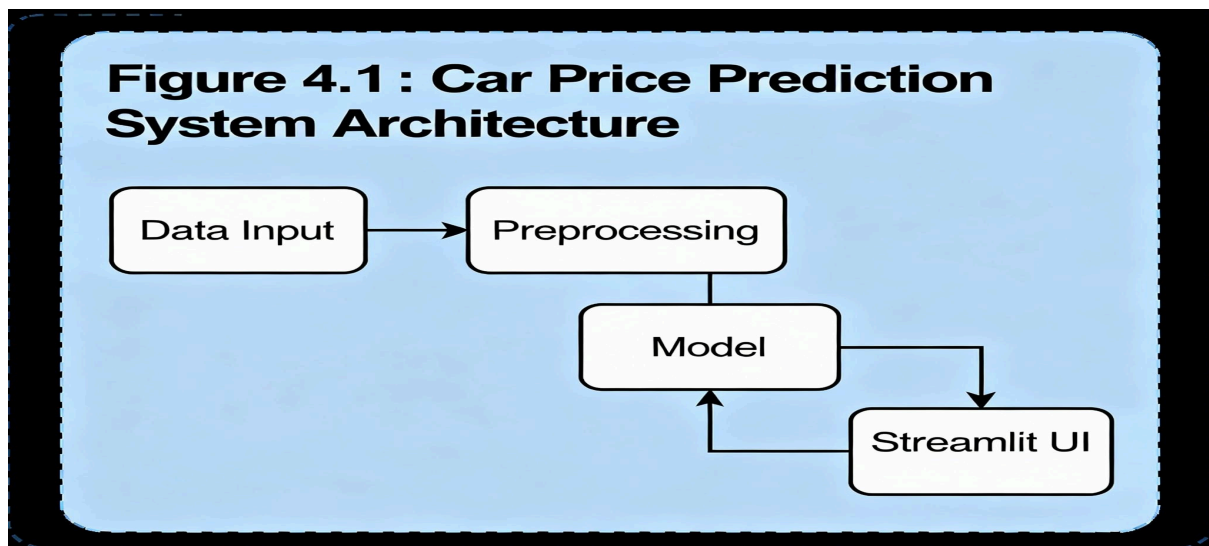 Figure 4.1 : Car Price Prediction
System Architecture
Data Input
Preprocessing
Model
Streamlit UI